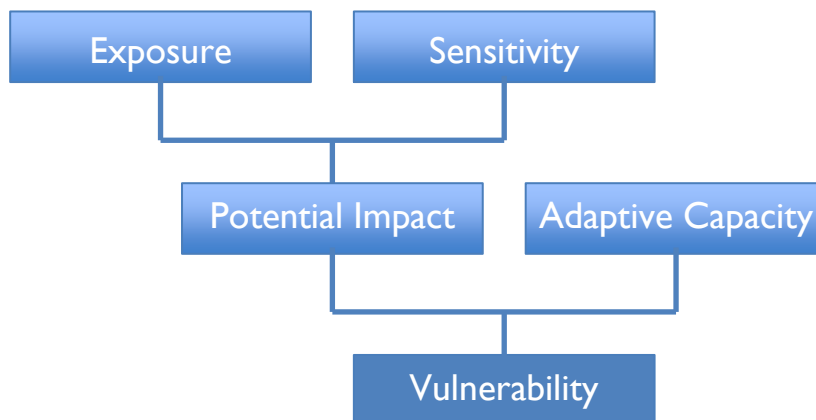 Exposure
Sensitivity
Potential Impact
Adaptive Capacity
Vulnerability